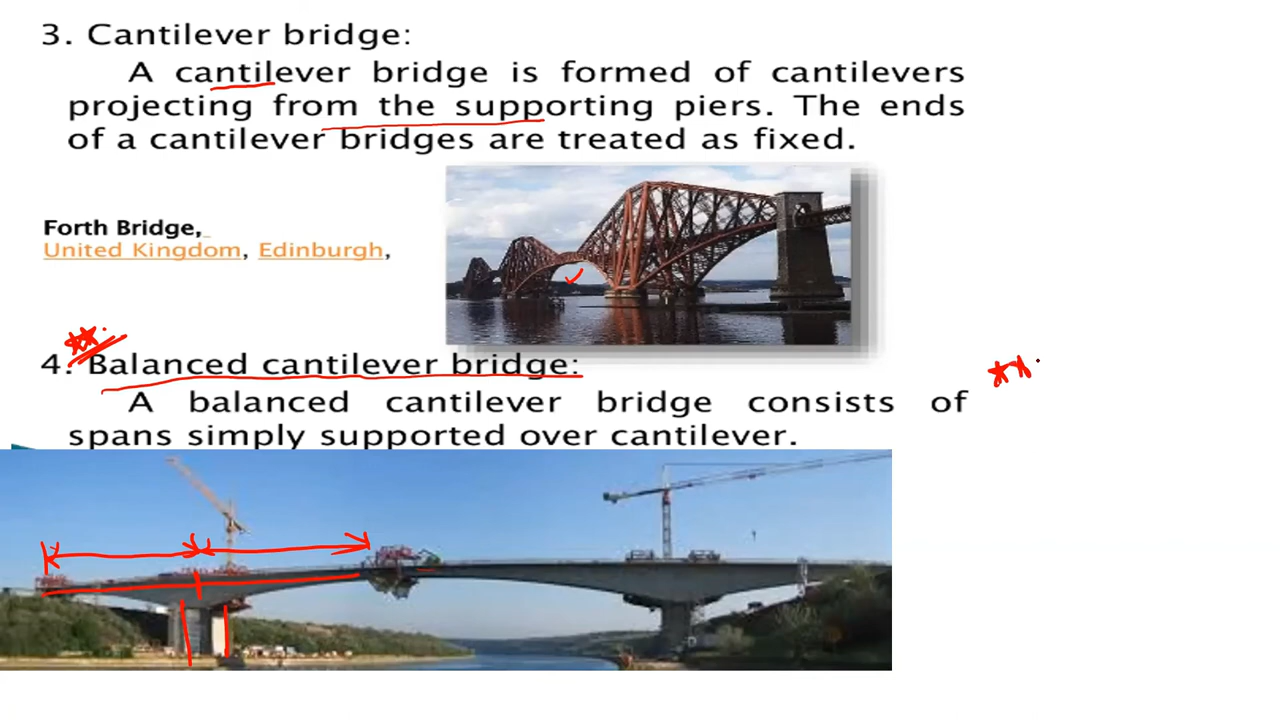 3. Cantilever bridge:
A cantilever bridge is formed of cantilevers
projecting from the supporting piers. The ends
of a cantilever bridges are treated as fixed.
Forth Bridge,
United Kingdom, Edinburgh,
4. Balanced cantilever bridge:
A balanced cantilever bridge consists of
spans simply supported over cantilever.